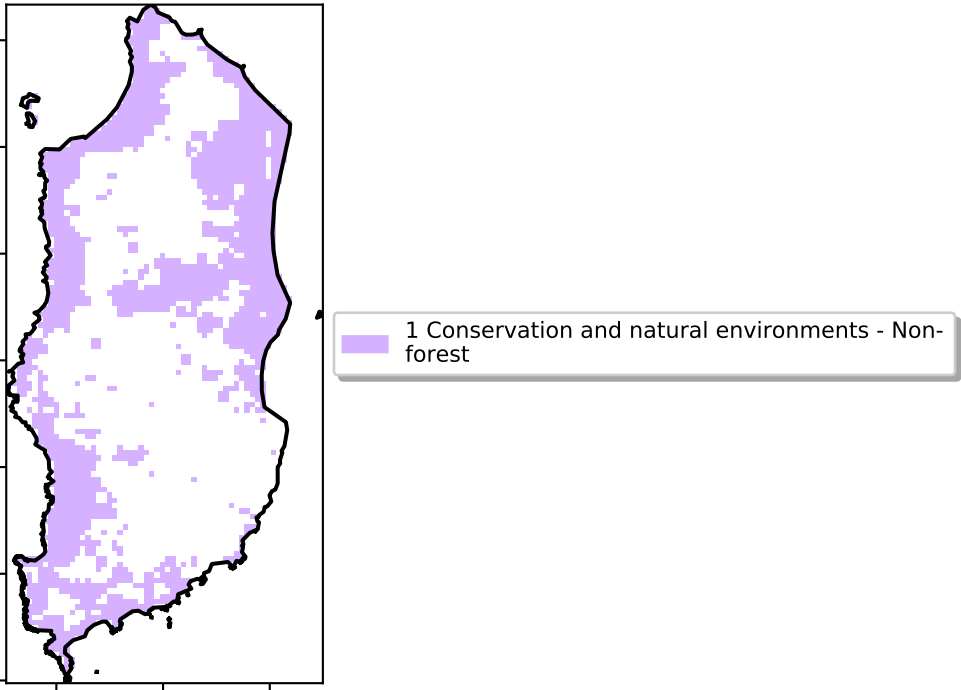 1 Conservation and natural environments - Non-
forest